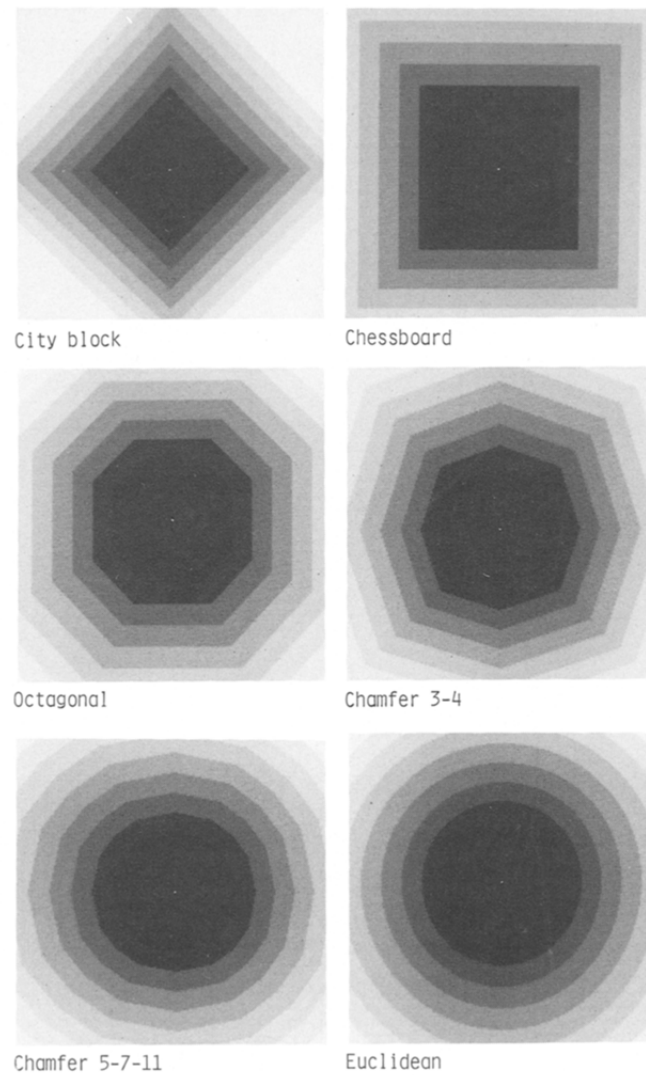 City block
Chessboard
Octagonal
Chamfer 3-4
Chamfer 5-7-11
Euclidean